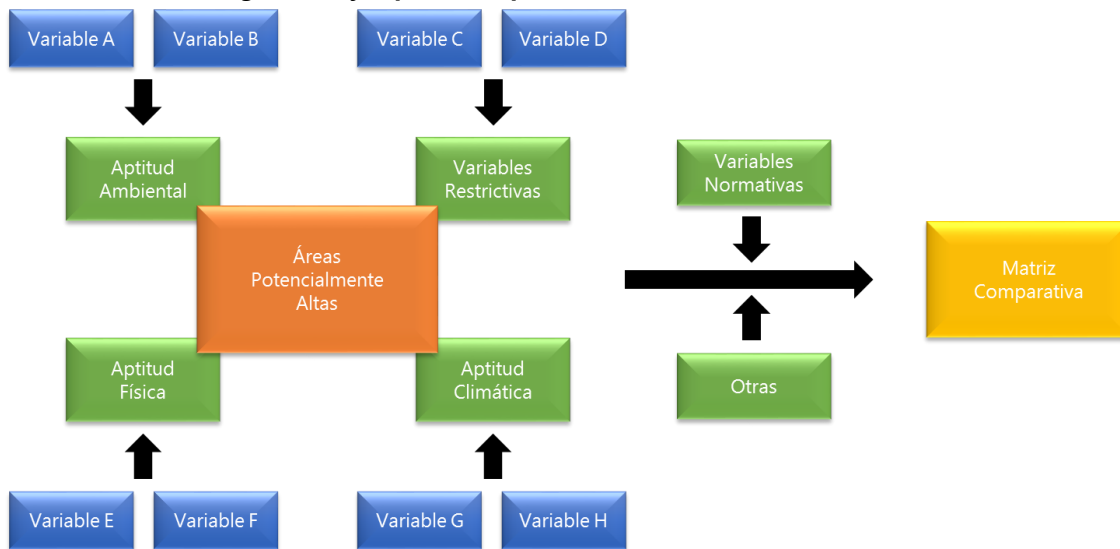 Variable A
Variable B
Variable C
Variable D
Aptitud
Ambiental
Variables
Restrictivas
Variables
Normativas
Áreas
Potencialmente
Altas
Matriz
Comparativa
Aptitud
Física
Aptitud
Climática
Otras
Variable E
Variable F
Variable G
Variable H